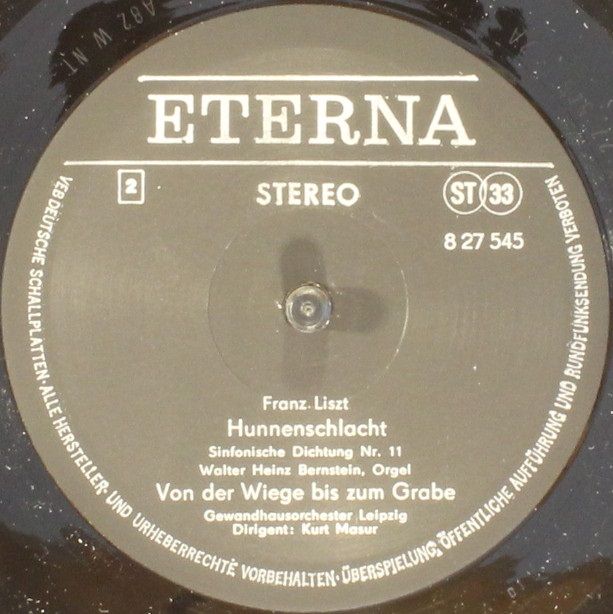 ETERNA
2
STEREO
ST 33
8 27 545
Franz Liszt
Hunnenschlacht
Sinfonische Dichtung Nr. 11
Walter Heinz Bernstein, Orgel
Von der Wiege bis zum Grabe
Gewandhausorchester Leipzig
Dirigent: Kurt Masur
VEB DEUTSCHE SCHALLPLATTEN · ALLE HERSTELLER- UND URHEBERRECHTE VORBEHALTEN · ÜBERSPIELUNG, ÖFFENTLICHE AUFFÜHRUNG UND RUNDFUNKSENDUNG VERBOTEN